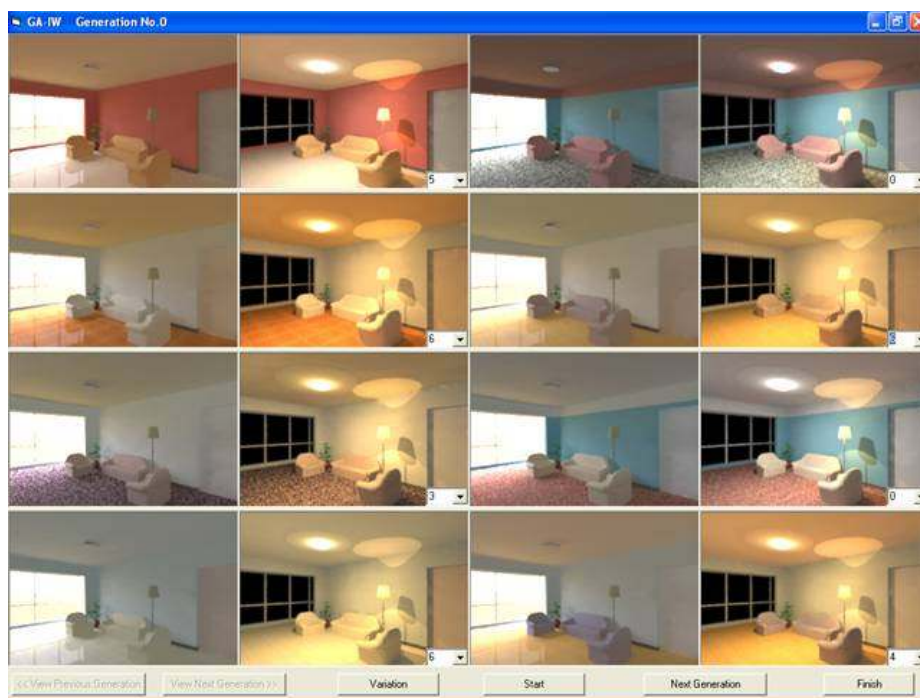 GA-IW Generation No.0
5
0
6
3
0
6
4
<< View Previous Generation
View Next Generation >>
Variation
Start
Next Generation
Finish